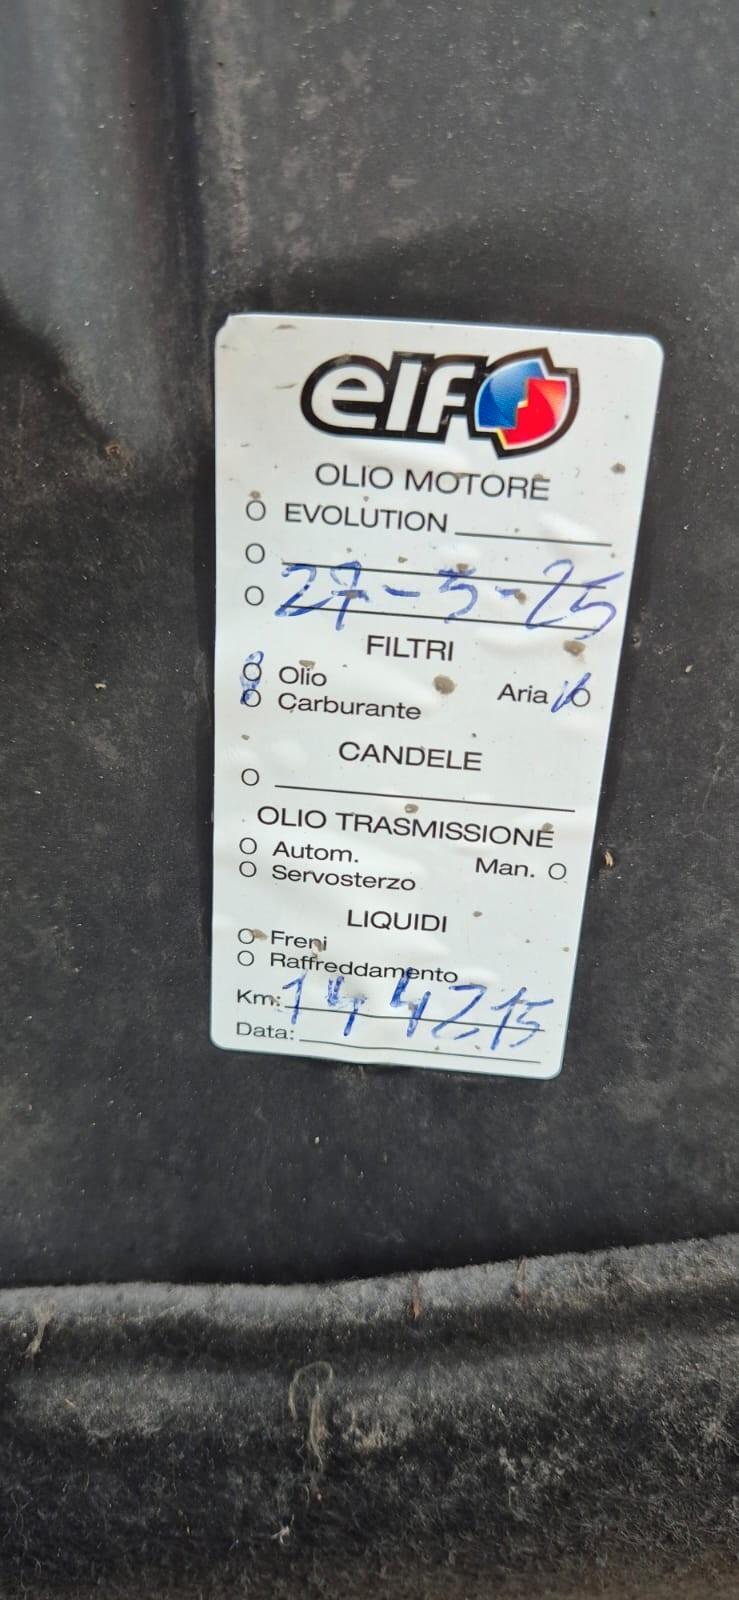 elf
OLIO MOTORE
EVOLUTION
27-5-25
FILTRI
Olio Aria
Carburante
CANDELE
OLIO TRASMISSIONE
Autom. Man.
Servosterzo
LIQUIDI
Freni
Raffreddamento
Km: 144215
Data: